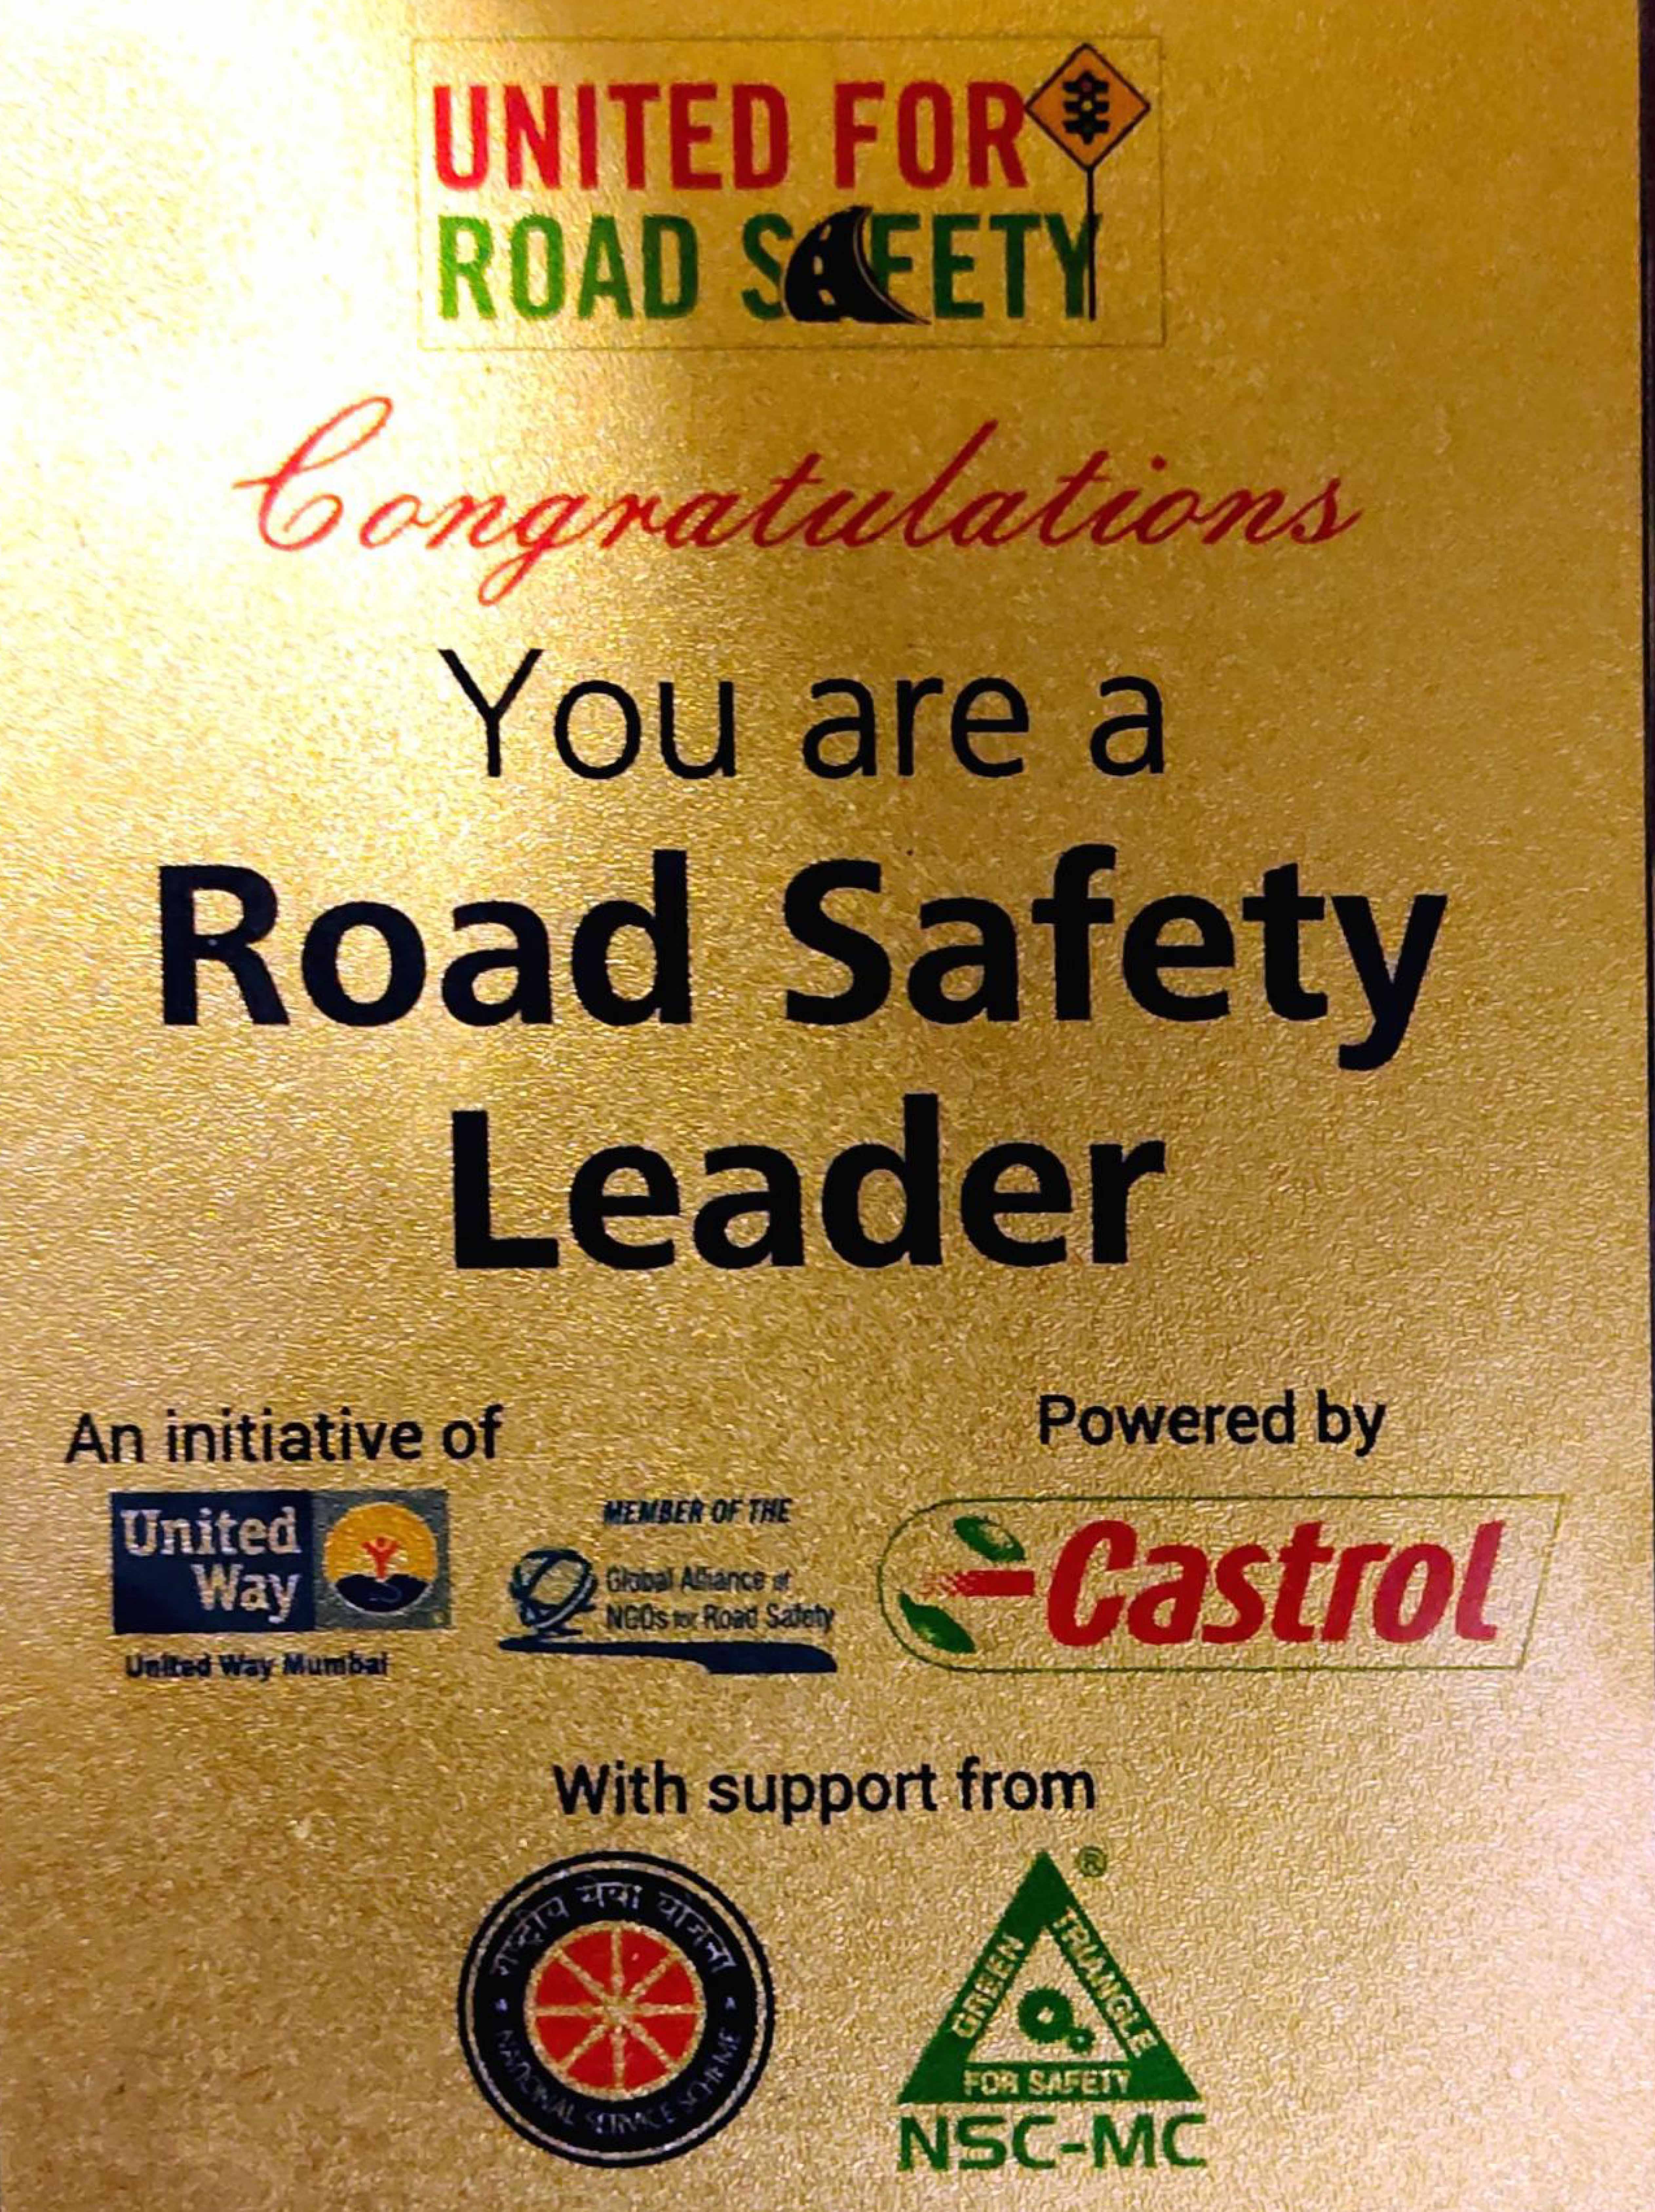 UNITED FOR
ROAD SAFETY
Congratulations
You are a
Road Safety
Leader
An initiative of
Powered by
United
Way
United Way Mumbai
MEMBER OF THE
Global Alliance of
NGOs for Road Safety
Castrol
With support from
राष्ट्रीय सेवा योजना
NATIONAL SERVICE SCHEME
®
GREEN
TRIANGLE
FOR SAFETY
NSC-MC